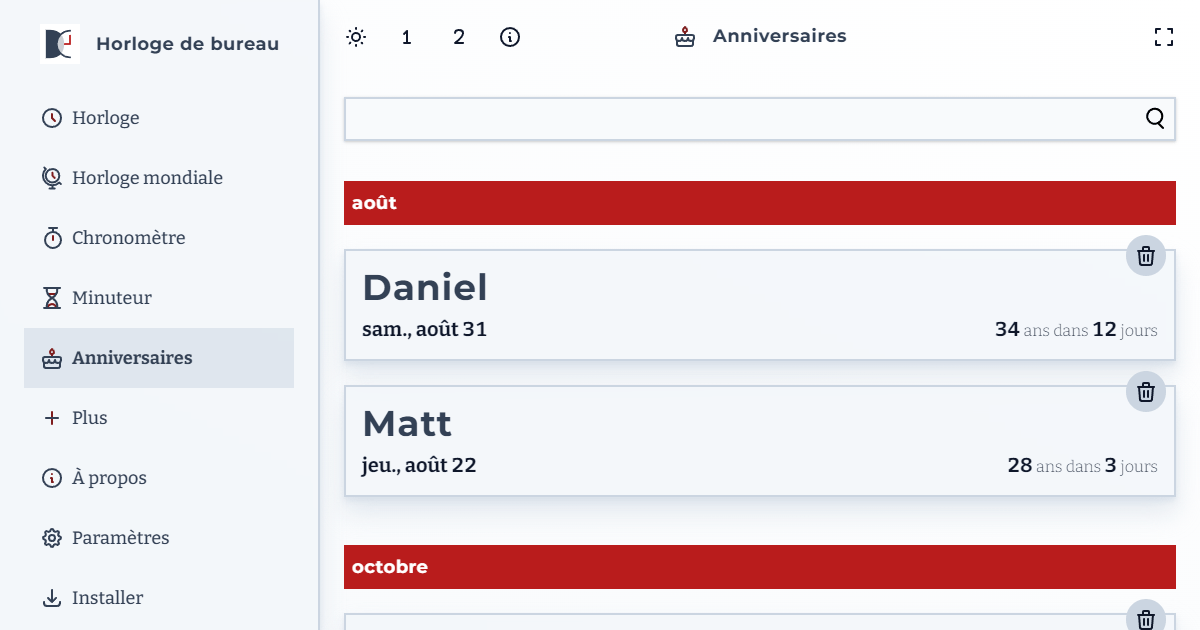 Horloge de bureau
Horloge
Horloge mondiale
Chronomètre
Minuteur
Anniversaires
Plus
À propos
Paramètres
Installer
1 2
Anniversaires
août
Daniel
sam., août 31
34 ans dans 12 jours
Matt
jeu., août 22
28 ans dans 3 jours
octobre